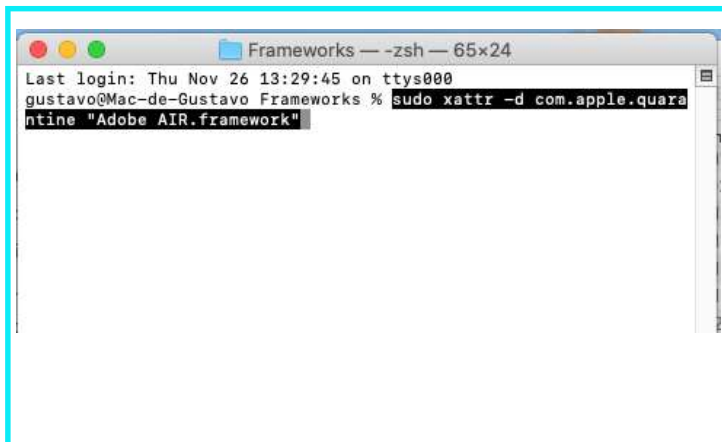 Frameworks — -zsh — 65×24
Last login: Thu Nov 26 13:29:45 on ttys000
gustavo@Mac-de-Gustavo Frameworks % sudo xattr -d com.apple.quara
ntine "Adobe AIR.framework"